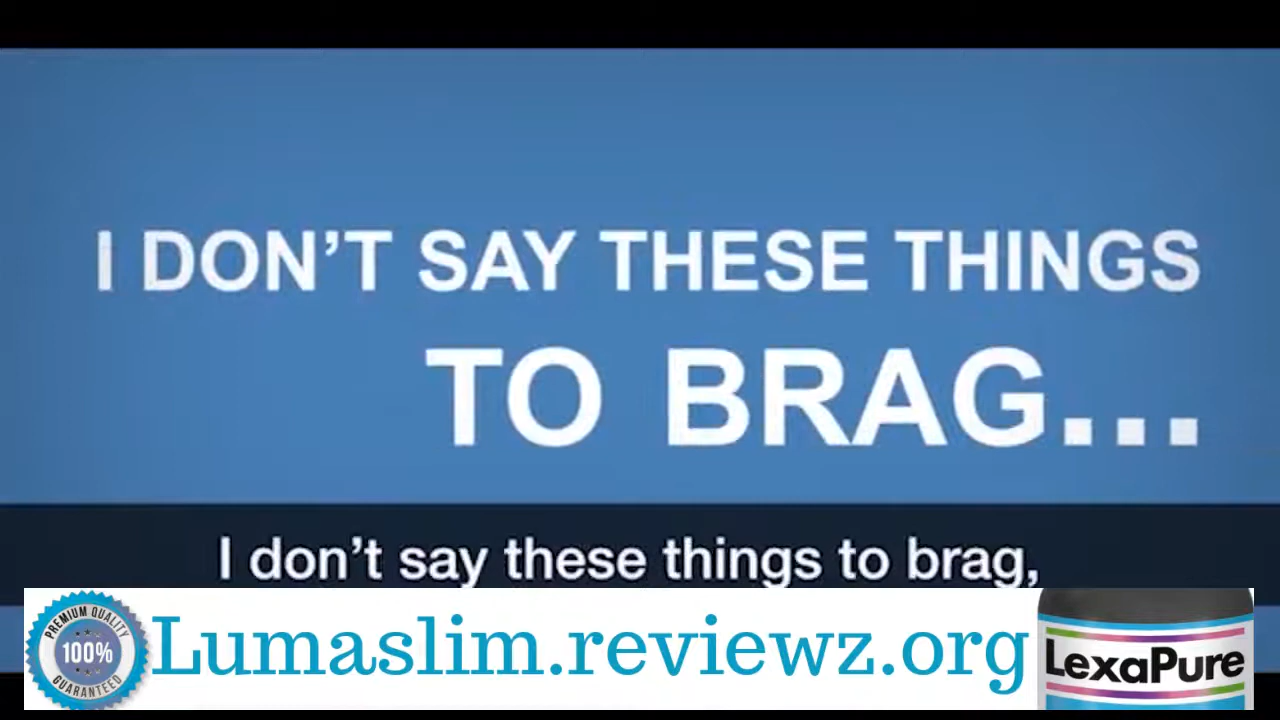 I DON'T SAY THESE THINGS
TO BRAG...
I don't say these things to brag,
PREMIUM QUALITY
100%
GUARANTEED
Lumaslim.reviewz.org
LexaPure